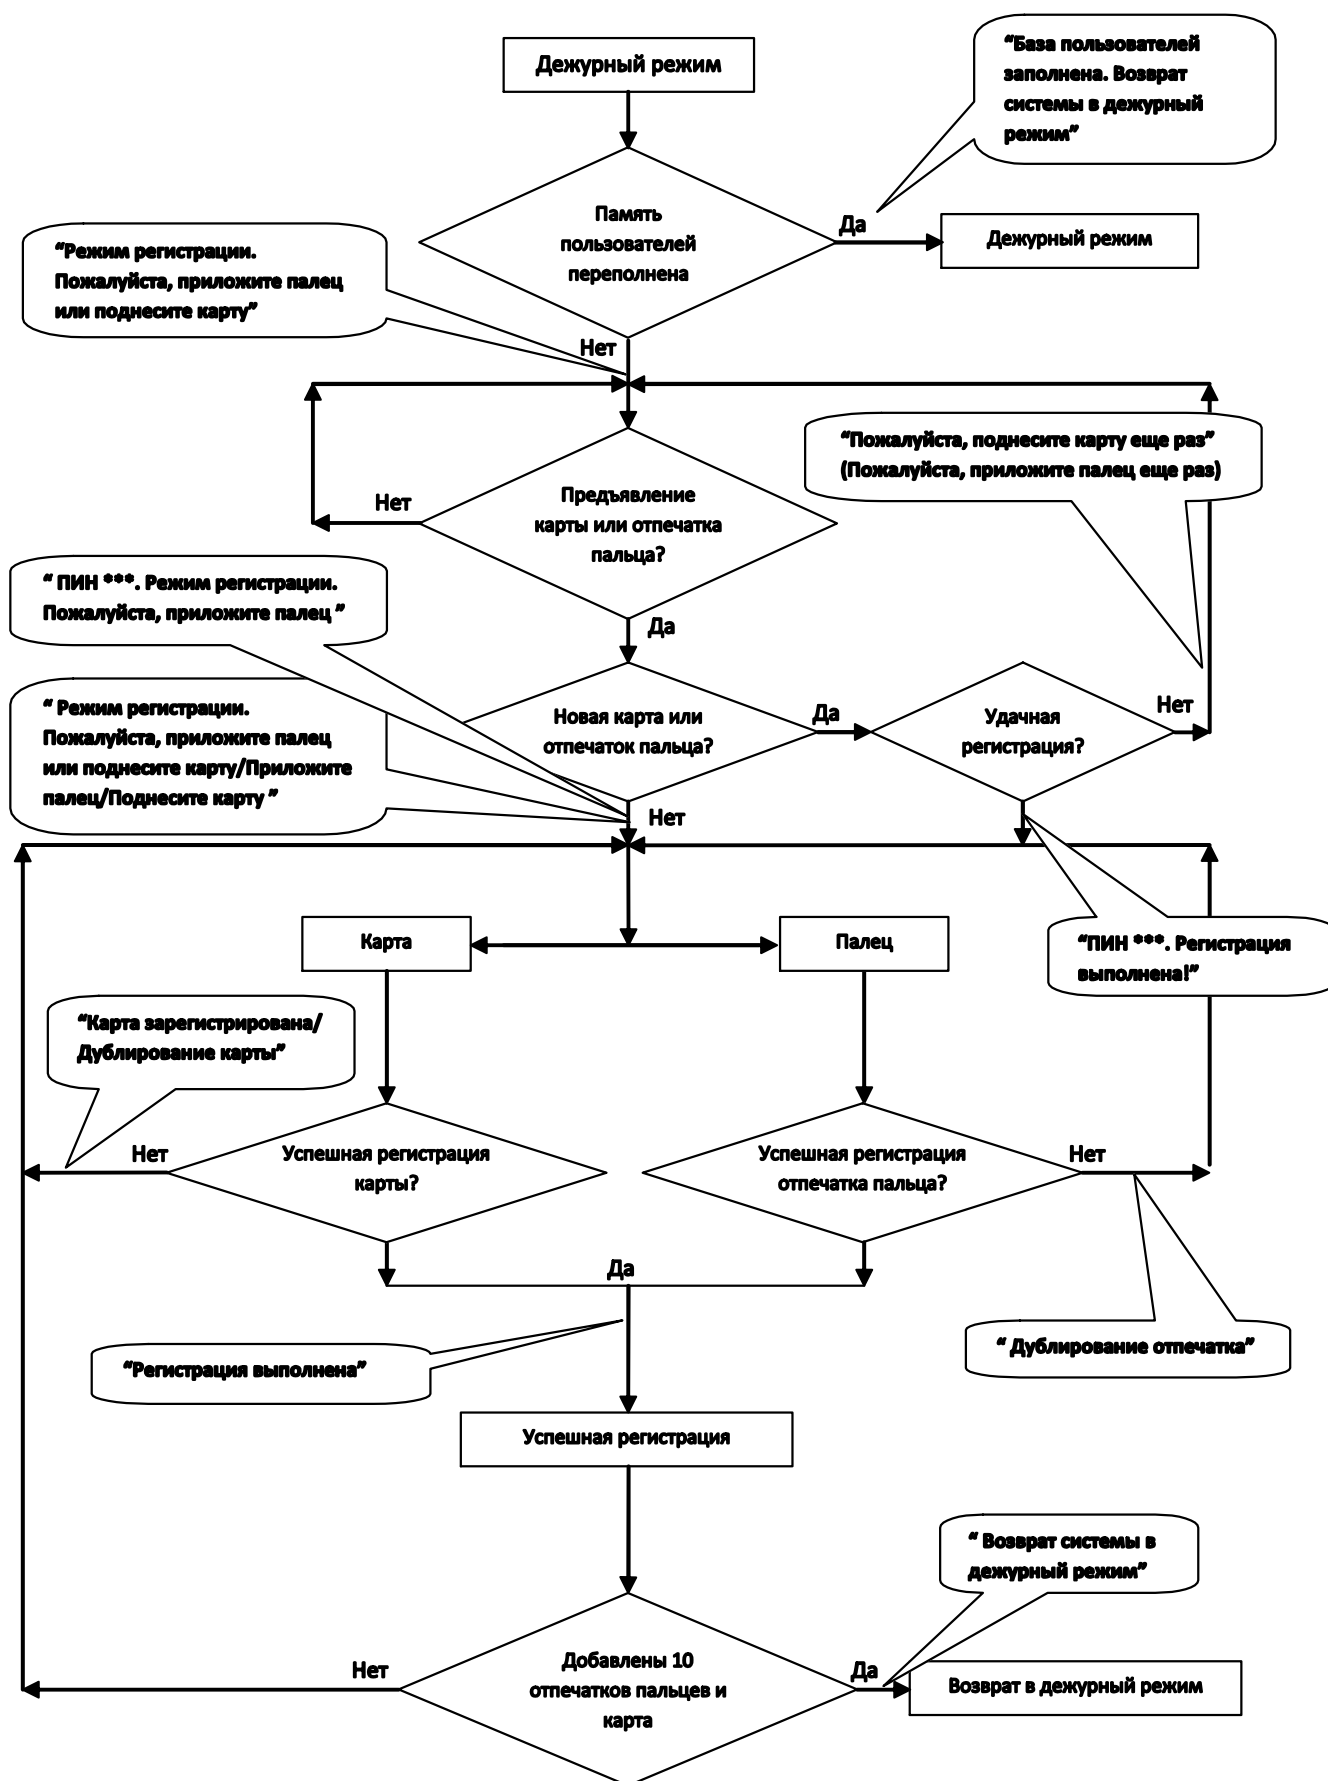 Дежурный режим
“База пользователей
заполнена. Возврат
системы в дежурный
режим”
Память
пользователей
переполнена
Да
Дежурный режим
“Режим регистрации.
Пожалуйста, приложите палец
или поднесите карту”
Нет
“Пожалуйста, поднесите карту еще раз”
(Пожалуйста, приложите палец еще раз)
Предъявление
карты или отпечатка
пальца?
Нет
“ ПИН ***. Режим регистрации.
Пожалуйста, приложите палец ”
Да
“ Режим регистрации.
Пожалуйста, приложите палец
или поднесите карту/Приложите
палец/Поднесите карту ”
Новая карта или
отпечаток пальца?
Да
Удачная
регистрация?
Нет
Нет
Карта
Палец
“ПИН ***. Регистрация
выполнена!”
“Карта зарегистрирована/
Дублирование карты”
Нет
Успешная регистрация
карты?
Успешная регистрация
отпечатка пальца?
Нет
Да
“ Дублирование отпечатка”
“Регистрация выполнена”
Успешная регистрация
“ Возврат системы в
дежурный режим”
Нет
Добавлены 10
отпечатков пальцев и
карта
Да
Возврат в дежурный режим